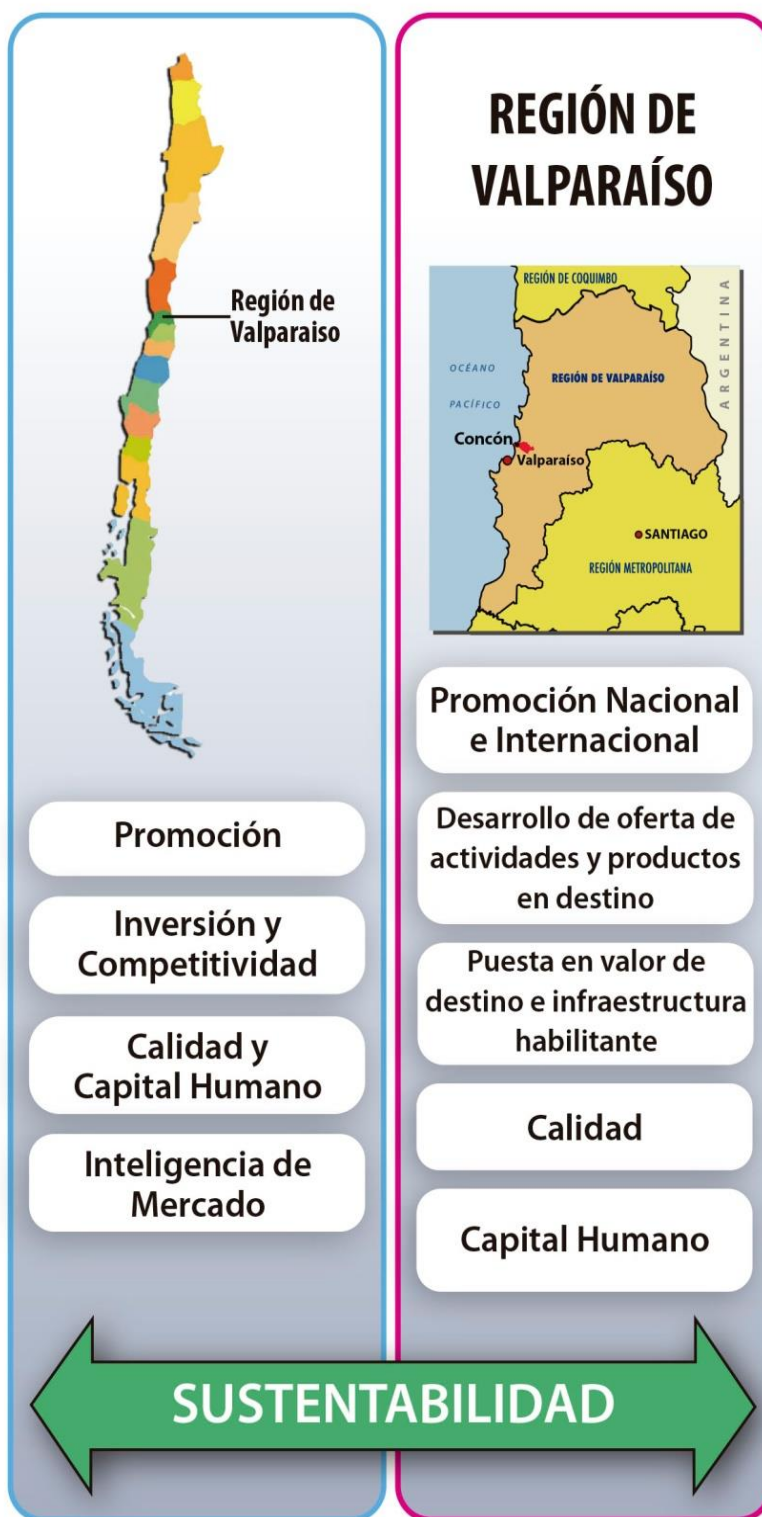 Región de
Valparaiso
Promoción
Inversión y
Competitividad
Calidad y
Capital Humano
Inteligencia de
Mercado
REGIÓN DE
VALPARAÍSO
REGIÓN DE COQUIMBO
ARGENTINA
OCÉANO
PACÍFICO
REGIÓN DE VALPARAÍSO
Concón
Valparaíso
SANTIAGO
REGIÓN METROPOLITANA
Promoción Nacional
e Internacional
Desarrollo de oferta de
actividades y productos
en destino
Puesta en valor de
destino e infraestructura
habilitante
Calidad
Capital Humano
SUSTENTABILIDAD